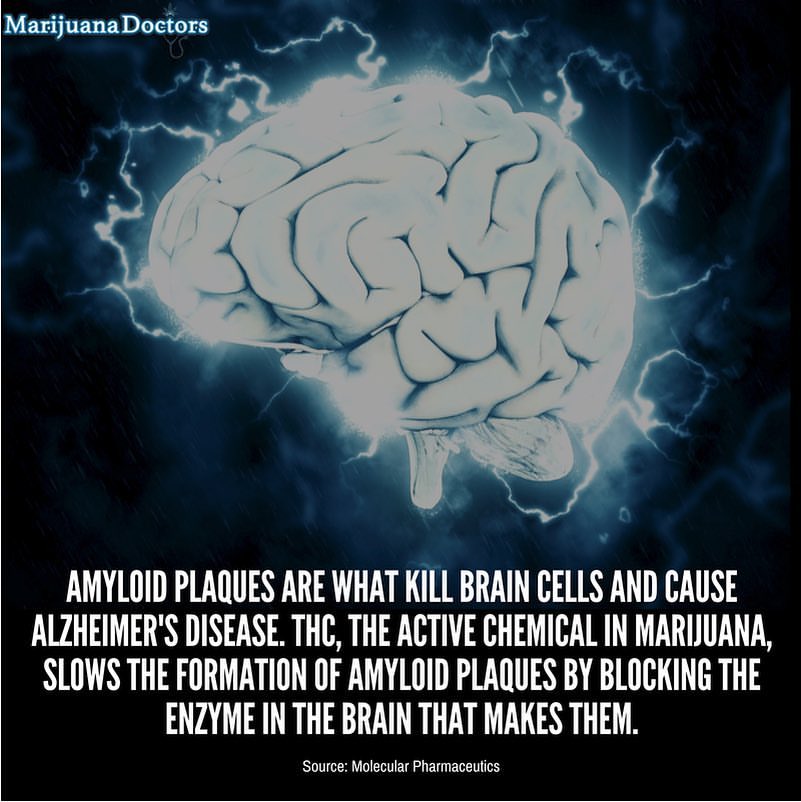 MarijuanaDoctors
AMYLOID PLAQUES ARE WHAT KILL BRAIN CELLS AND CAUSE
ALZHEIMER'S DISEASE. THC, THE ACTIVE CHEMICAL IN MARIJUANA,
SLOWS THE FORMATION OF AMYLOID PLAQUES BY BLOCKING THE
ENZYME IN THE BRAIN THAT MAKES THEM.
Source: Molecular Pharmaceutics